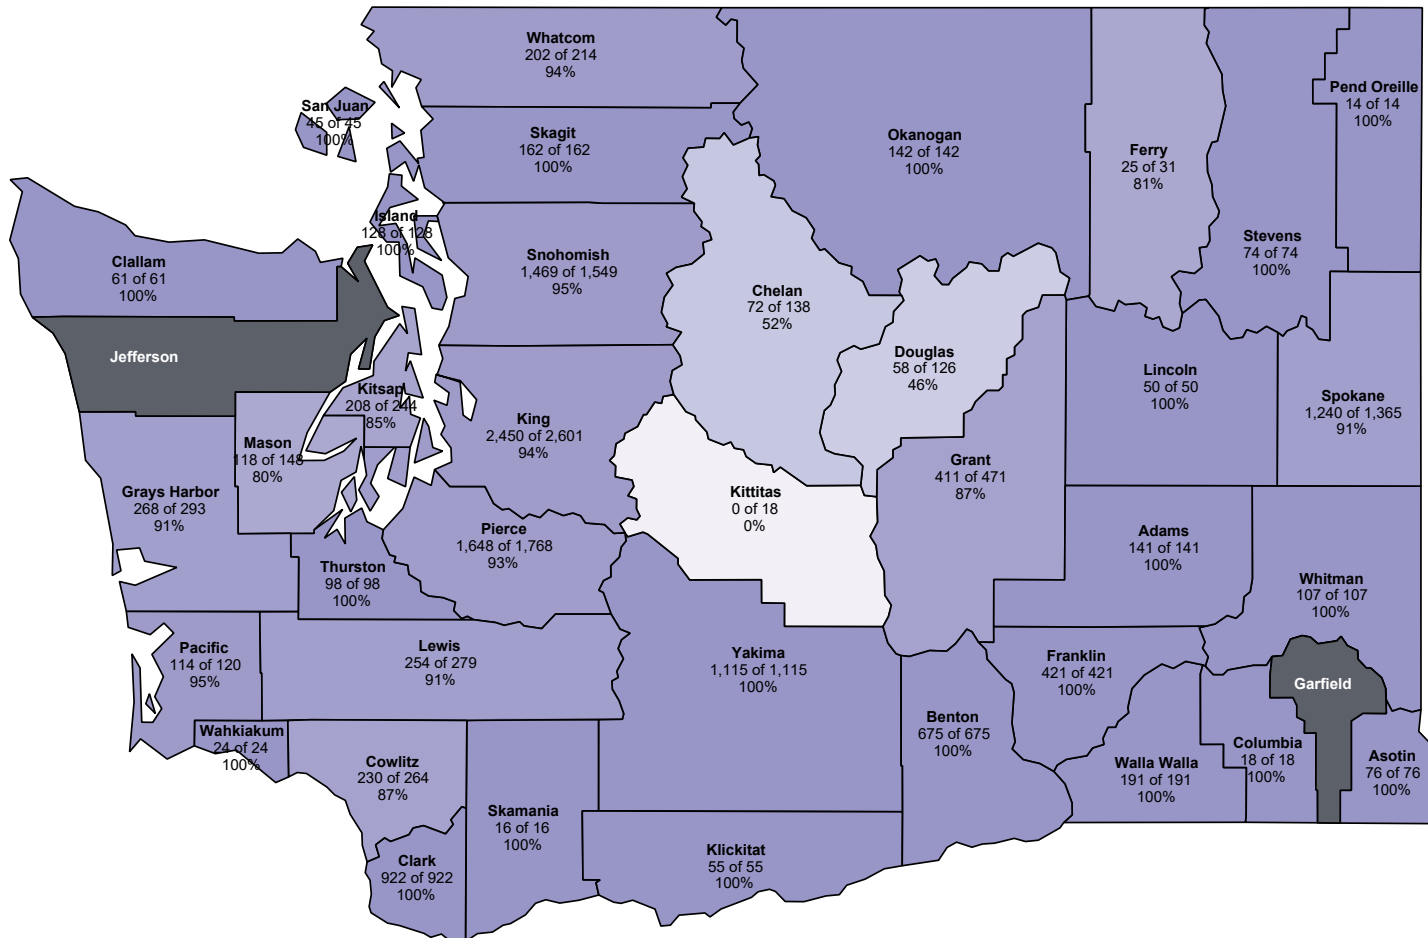 Whatcom
202 of 214
94%
San Juan
45 of 45
100%
Skagit
162 of 162
100%
Okanogan
142 of 142
100%
Ferry
25 of 31
81%
Pend Oreille
14 of 14
100%
Stevens
74 of 74
100%
Island
128 of 128
100%
Clallam
61 of 61
100%
Snohomish
1,469 of 1,549
95%
Chelan
72 of 138
52%
Jefferson
Douglas
58 of 126
46%
Kitsap
208 of 244
85%
Lincoln
50 of 50
100%
Spokane
1,240 of 1,365
91%
King
2,450 of 2,601
94%
Mason
118 of 148
80%
Grant
411 of 471
87%
Grays Harbor
268 of 293
91%
Kittitas
0 of 18
0%
Pierce
1,648 of 1,768
93%
Adams
141 of 141
100%
Thurston
98 of 98
100%
Whitman
107 of 107
100%
Pacific
114 of 120
95%
Lewis
254 of 279
91%
Yakima
1,115 of 1,115
100%
Franklin
421 of 421
100%
Garfield
Wahkiakum
24 of 24
100%
Benton
675 of 675
100%
Cowlitz
230 of 264
87%
Walla Walla
191 of 191
100%
Columbia
18 of 18
100%
Asotin
76 of 76
100%
Skamania
16 of 16
100%
Clark
922 of 922
100%
Klickitat
55 of 55
100%